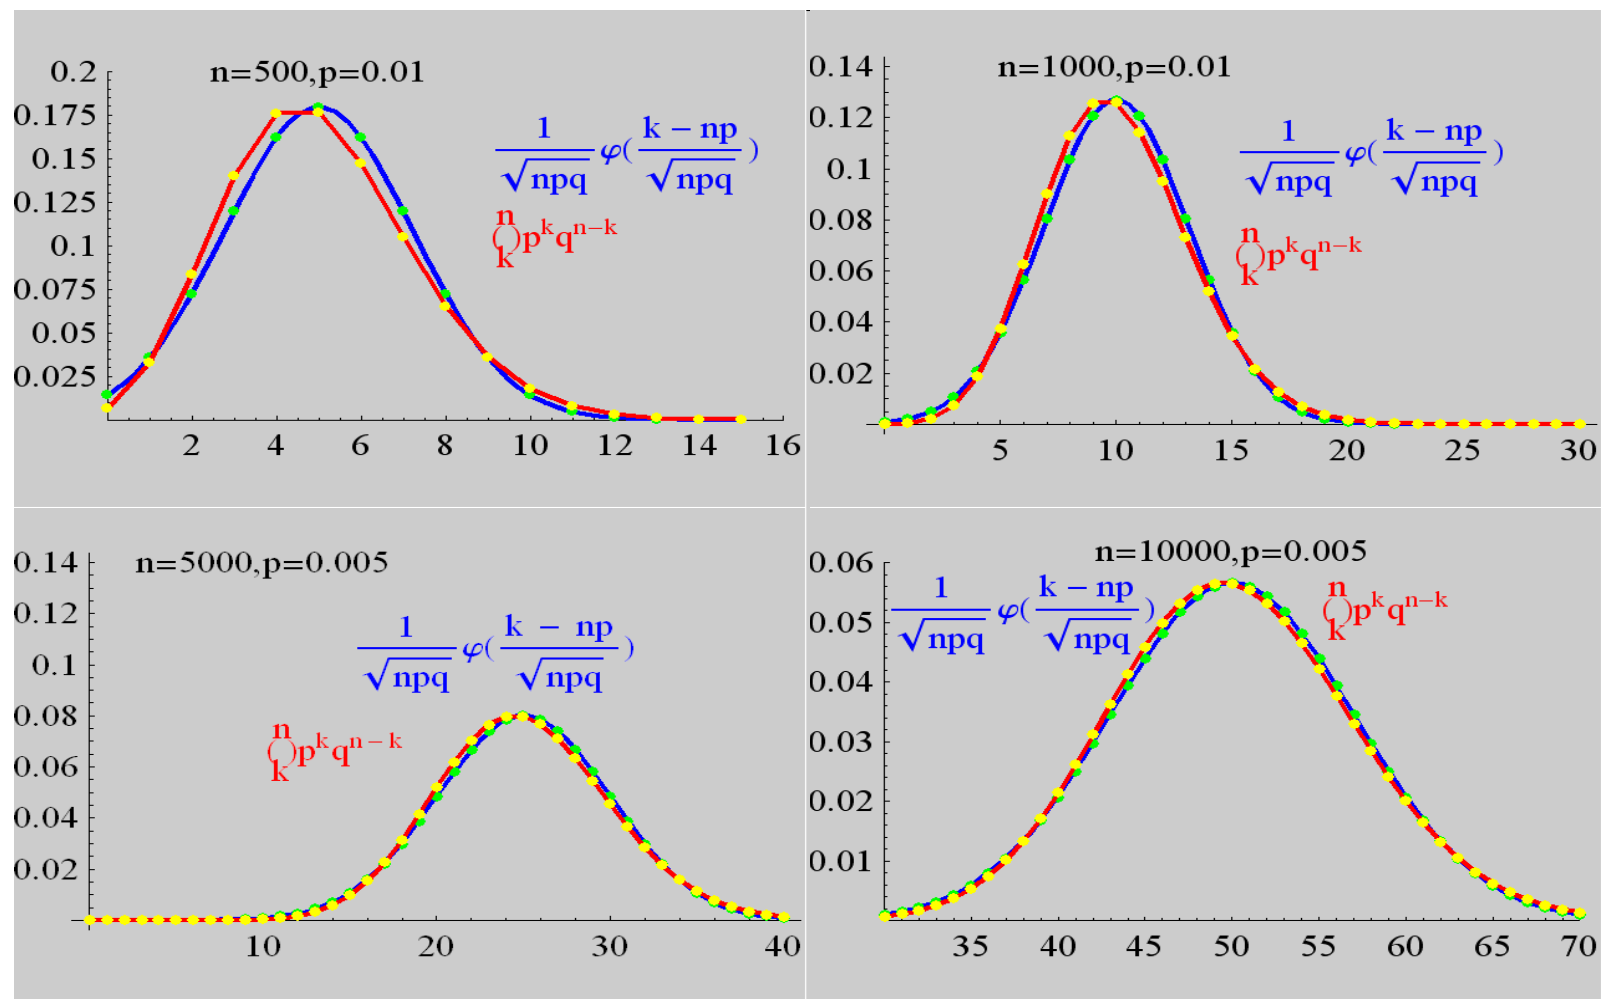 n=500,p=0.01
0.2
0.175
0.15
0.125
0.1
0.075
0.05
0.025
2 4 6 8 10 12 14 16
1/√npq φ( k − np/√npq )
(n k)pᵏqⁿ⁻ᵏ
n=1000,p=0.01
0.14
0.12
0.1
0.08
0.06
0.04
0.02
5 10 15 20 25 30
1/√npq φ( k − np/√npq )
(n k)pᵏqⁿ⁻ᵏ
n=5000,p=0.005
0.14
0.12
0.1
0.08
0.06
0.04
0.02
10 20 30 40
1/√npq φ( k − np/√npq )
(n k)pᵏqⁿ⁻ᵏ
n=10000,p=0.005
0.06
0.05
0.04
0.03
0.02
0.01
35 40 45 50 55 60 65 70
1/√npq φ( k − np/√npq )
(n k)pᵏqⁿ⁻ᵏ